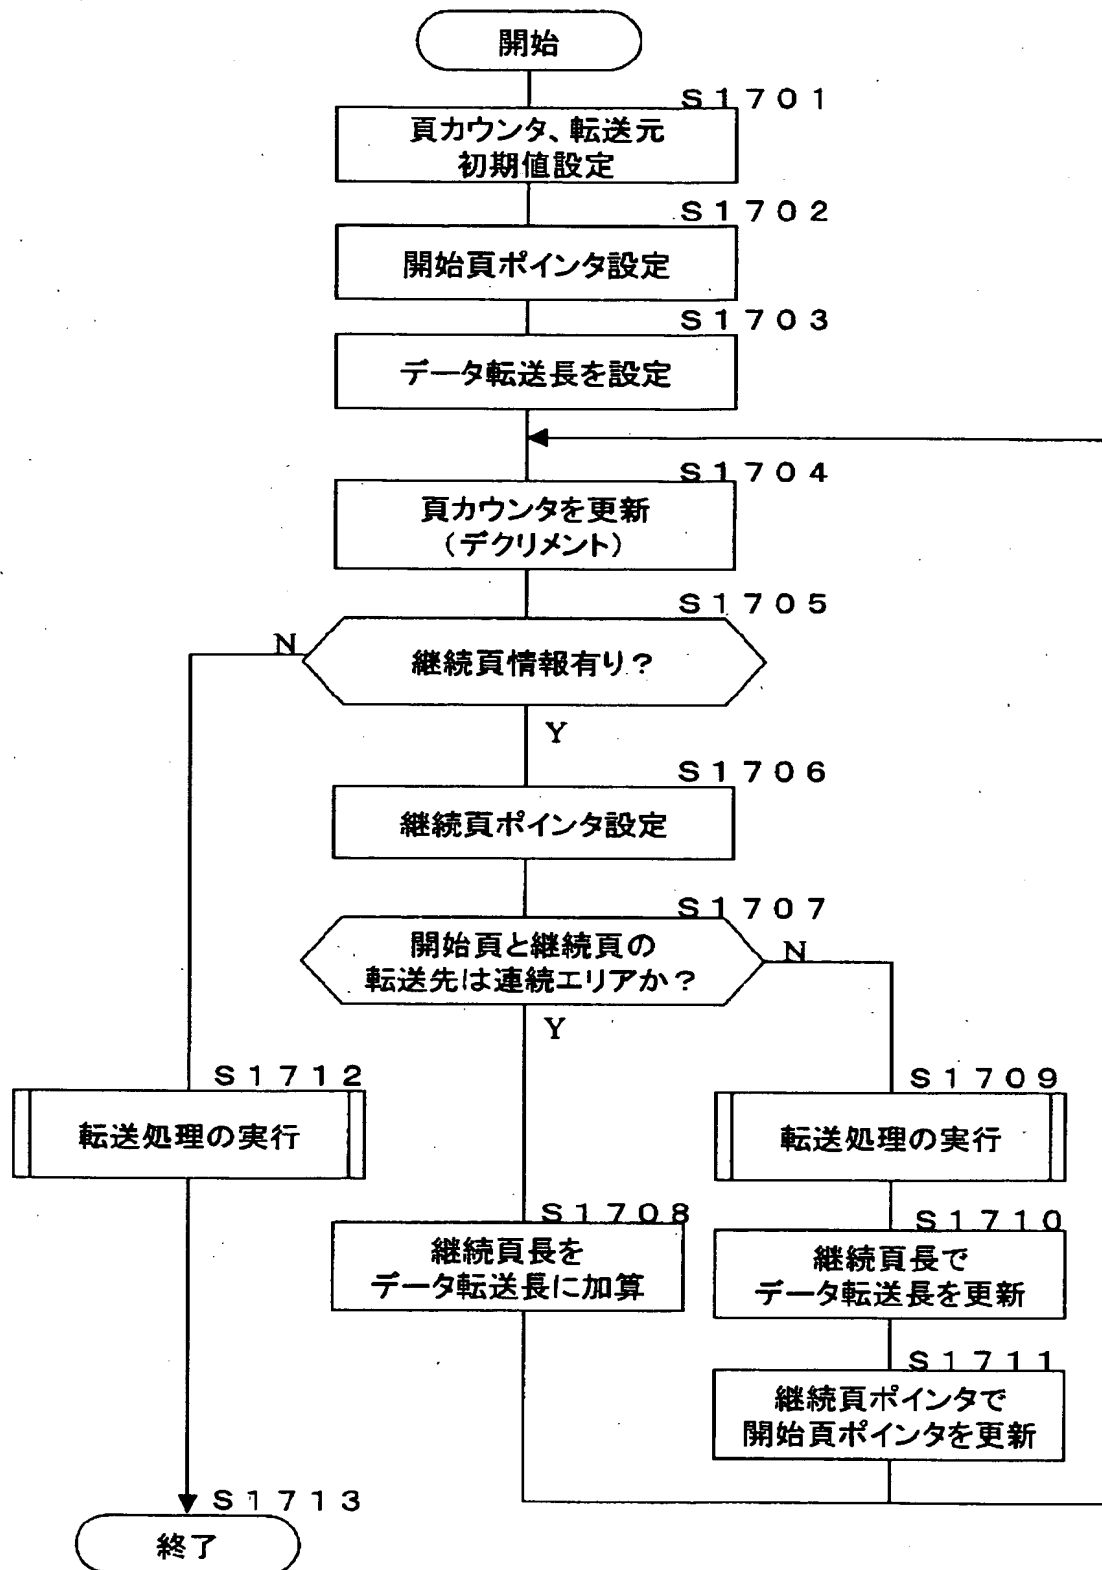 開始
S1701
頁カウンタ、転送元
初期値設定
S1702
開始頁ポインタ設定
S1703
データ転送長を設定
S1704
頁カウンタを更新
(デクリメント)
S1705
N
継続頁情報有り?
Y
S1706
継続頁ポインタ設定
S1707
開始頁と継続頁の
転送先は連続エリアか?
N
Y
S1712
転送処理の実行
S1709
転送処理の実行
S1708
継続頁長を
データ転送長に加算
S1710
継続頁長で
データ転送長を更新
S1711
継続頁ポインタで
開始頁ポインタを更新
S1713
終了